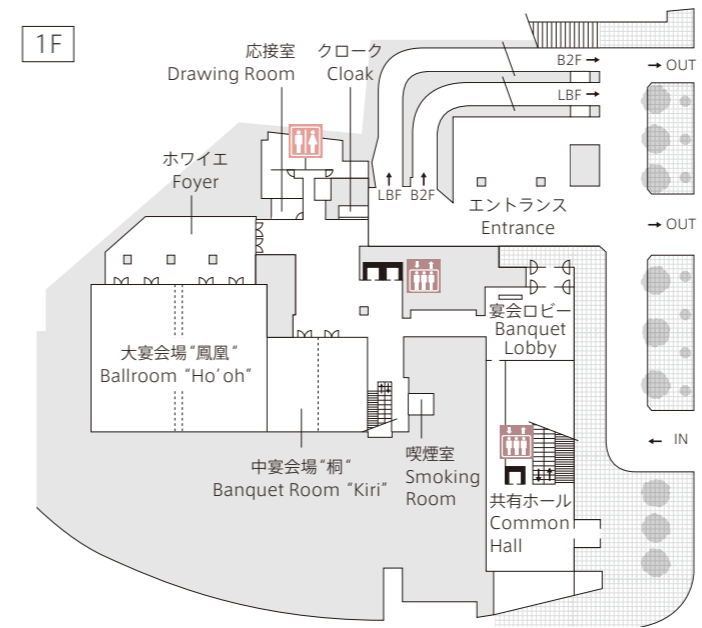 1F
応接室
Drawing Room
クローク
Cloak
B2F →
→ OUT
LBF →
ホワイエ
Foyer
↑
LBF
↑
B2F
エントランス
Entrance
→ OUT
宴会ロビー
Banquet
Lobby
大宴会場“鳳凰“
Ballroom “Ho’oh”
← IN
中宴会場“桐“
Banquet Room “Kiri”
喫煙室
Smoking
Room
共有ホール
Common
Hall